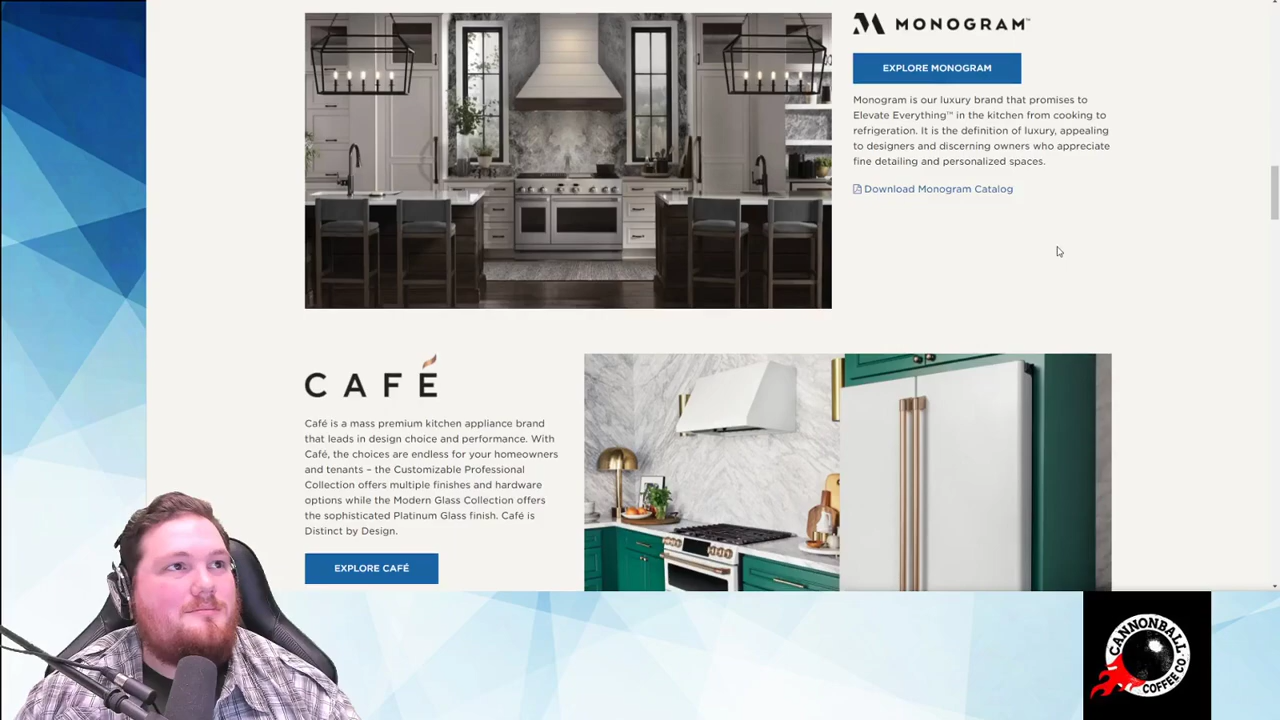 MONOGRAM™
EXPLORE MONOGRAM
Monogram is our luxury brand that promises to
Elevate Everything™ in the kitchen from cooking to
refrigeration. It is the definition of luxury, appealing
to designers and discerning owners who appreciate
fine detailing and personalized spaces.
Download Monogram Catalog
CAFÉ
Café is a mass premium kitchen appliance brand
that leads in design choice and performance. With
Café, the choices are endless for your homeowners
and tenants – the Customizable Professional
Collection offers multiple finishes and hardware
options while the Modern Glass Collection offers
the sophisticated Platinum Glass finish. Café is
Distinct by Design.
EXPLORE CAFÉ
CANNONBALL
COFFEE CO.